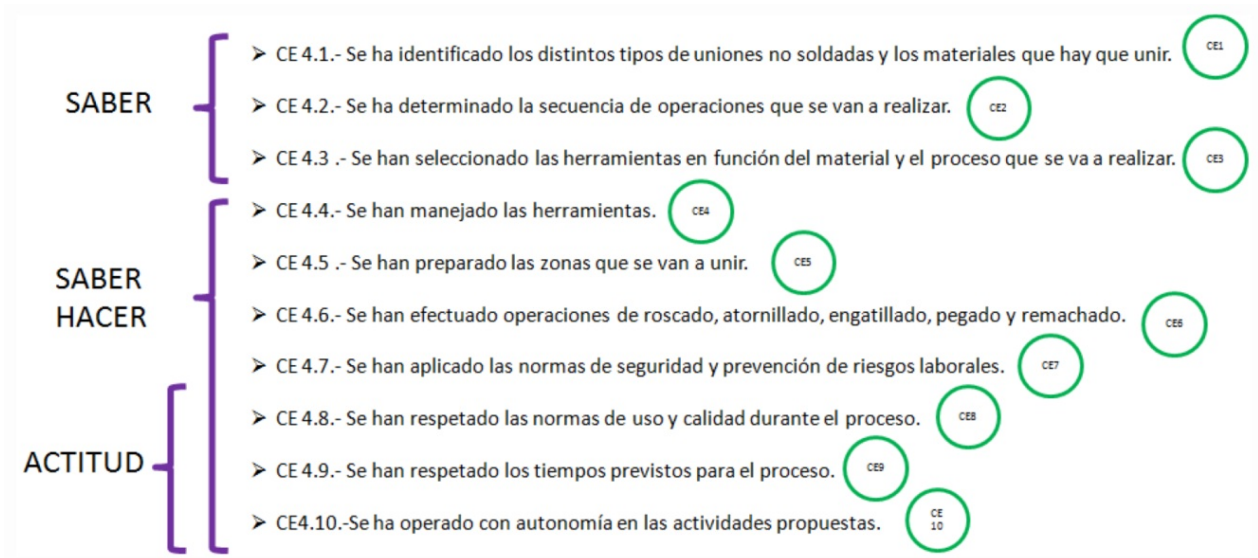 SABER
➤ CE 4.1.- Se ha identificado los distintos tipos de uniones no soldadas y los materiales que hay que unir. CE1
➤ CE 4.2.- Se ha determinado la secuencia de operaciones que se van a realizar. CE2
➤ CE 4.3 .- Se han seleccionado las herramientas en función del material y el proceso que se va a realizar. CE3
SABER
HACER
➤ CE 4.4.- Se han manejado las herramientas. CE4
➤ CE 4.5 .- Se han preparado las zonas que se van a unir. CE5
➤ CE 4.6.- Se han efectuado operaciones de roscado, atornillado, engatillado, pegado y remachado. CE6
➤ CE 4.7.- Se han aplicado las normas de seguridad y prevención de riesgos laborales. CE7
ACTITUD
➤ CE 4.8.- Se han respetado las normas de uso y calidad durante el proceso. CE8
➤ CE 4.9.- Se han respetado los tiempos previstos para el proceso. CE9
➤ CE4.10.-Se ha operado con autonomía en las actividades propuestas. CE
10